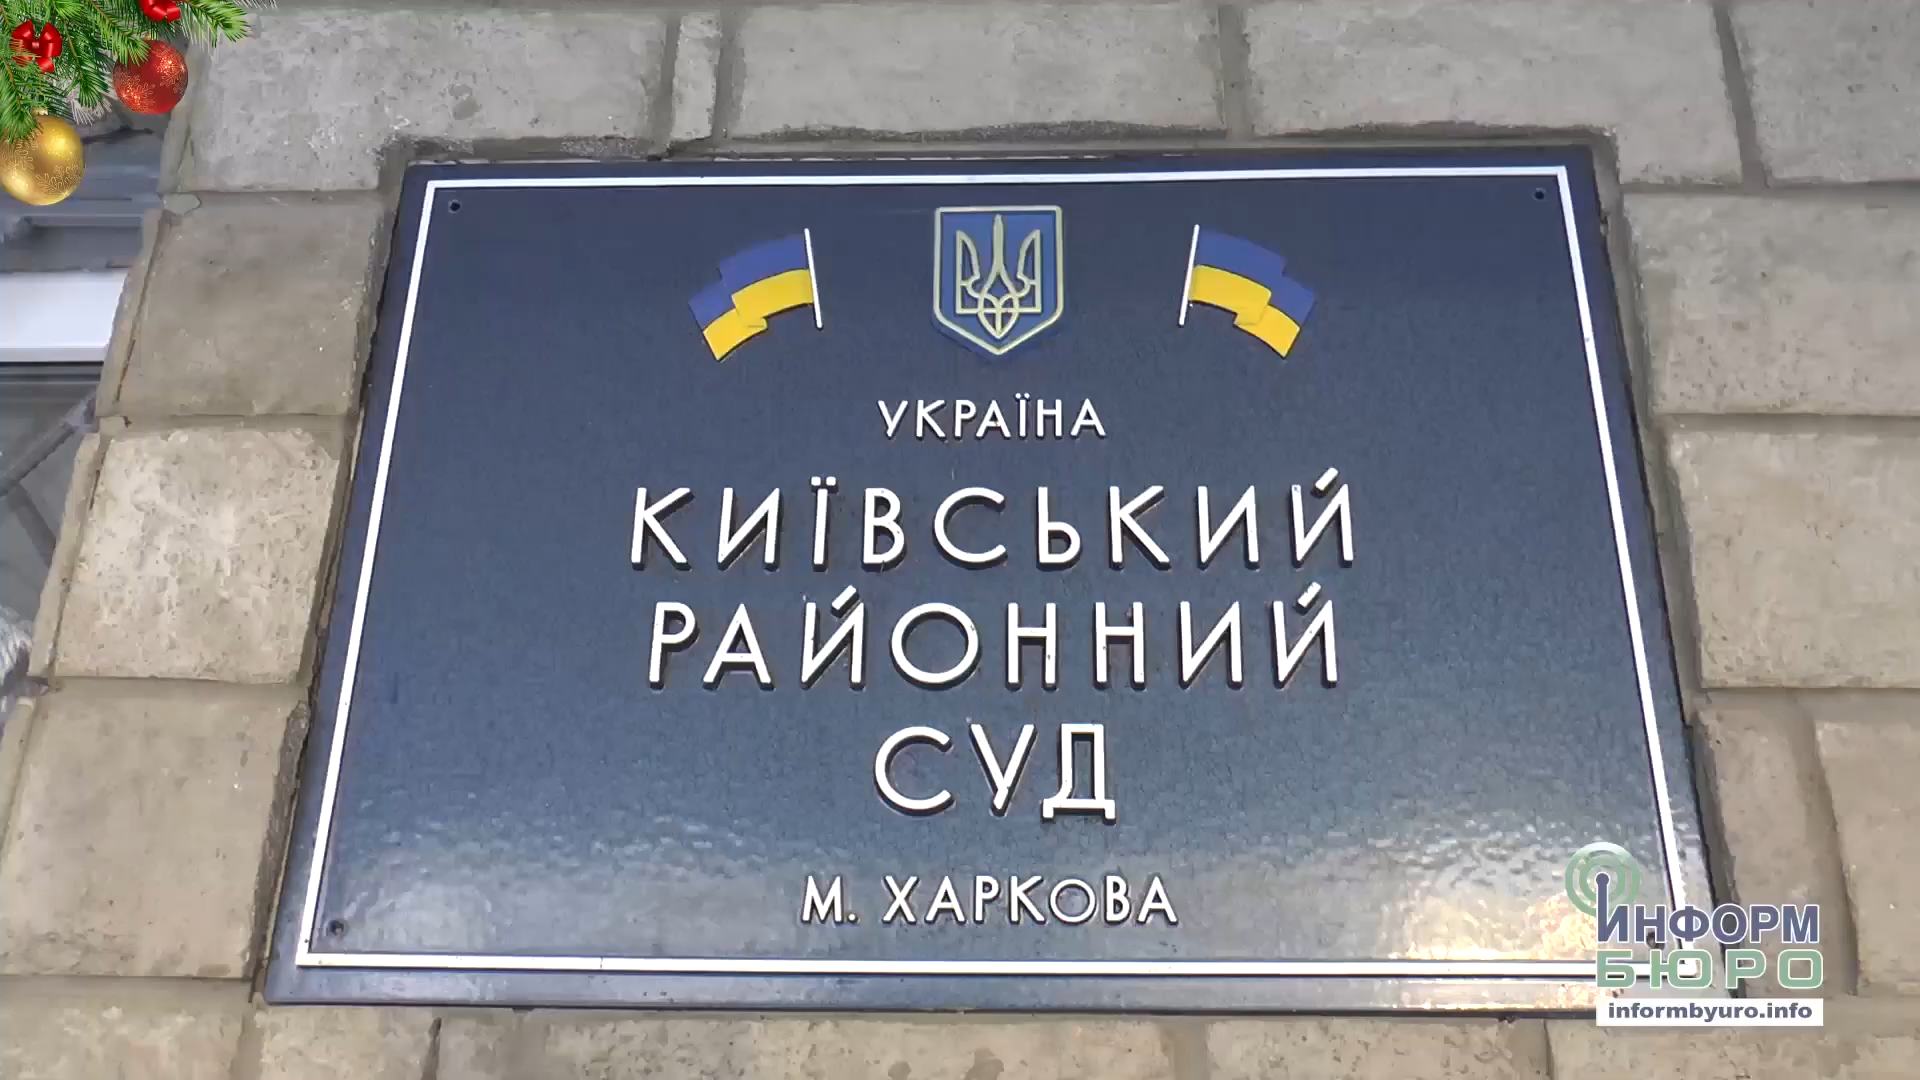 УКРАЇНА
КИЇВСЬКИЙ
РАЙОННИЙ
СУД
М. ХАРКОВА
ИНФОРМ
БЮРО
informbyuro.info